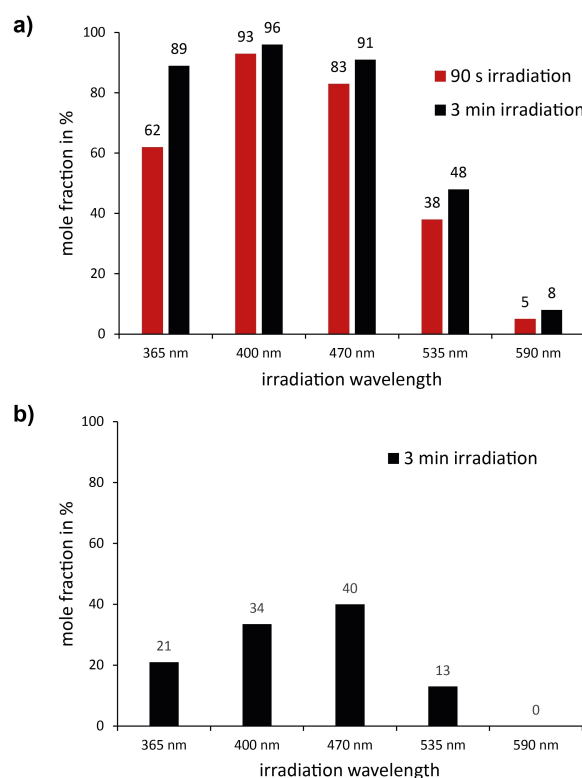 a)
mole fraction in %
100
80
60
40
20
0
62
89
93
96
83
91
38
48
5
8
90 s irradiation
3 min irradiation
365 nm
400 nm
470 nm
535 nm
590 nm
irradiation wavelength
b)
mole fraction in %
100
80
60
40
20
0
21
34
40
13
0
3 min irradiation
365 nm
400 nm
470 nm
535 nm
590 nm
irradiation wavelength